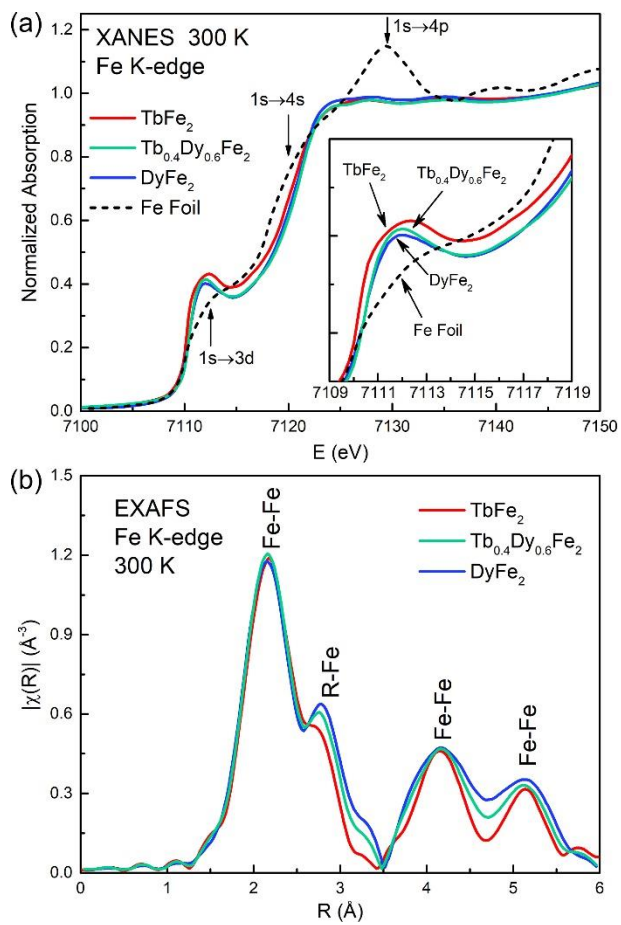 (a)
XANES 300 K
Fe K-edge
TbFe₂
Tb₀.₄Dy₀.₆Fe₂
DyFe₂
Fe Foil
1s→4p
1s→4s
1s→3d
TbFe₂
Tb₀.₄Dy₀.₆Fe₂
DyFe₂
Fe Foil
7109 7111 7113 7115 7117 7119
1.2
1.0
0.8
0.6
0.4
0.2
0.0
Normalized Absorption
7100 7110 7120 7130 7140 7150
E (eV)
(b)
EXAFS
Fe K-edge
300 K
Fe-Fe
R-Fe
Fe-Fe
Fe-Fe
TbFe₂
Tb₀.₄Dy₀.₆Fe₂
DyFe₂
1.5
1.2
0.9
0.6
0.3
0.0
|χ(R)| (Å⁻³)
0 1 2 3 4 5 6
R (Å)